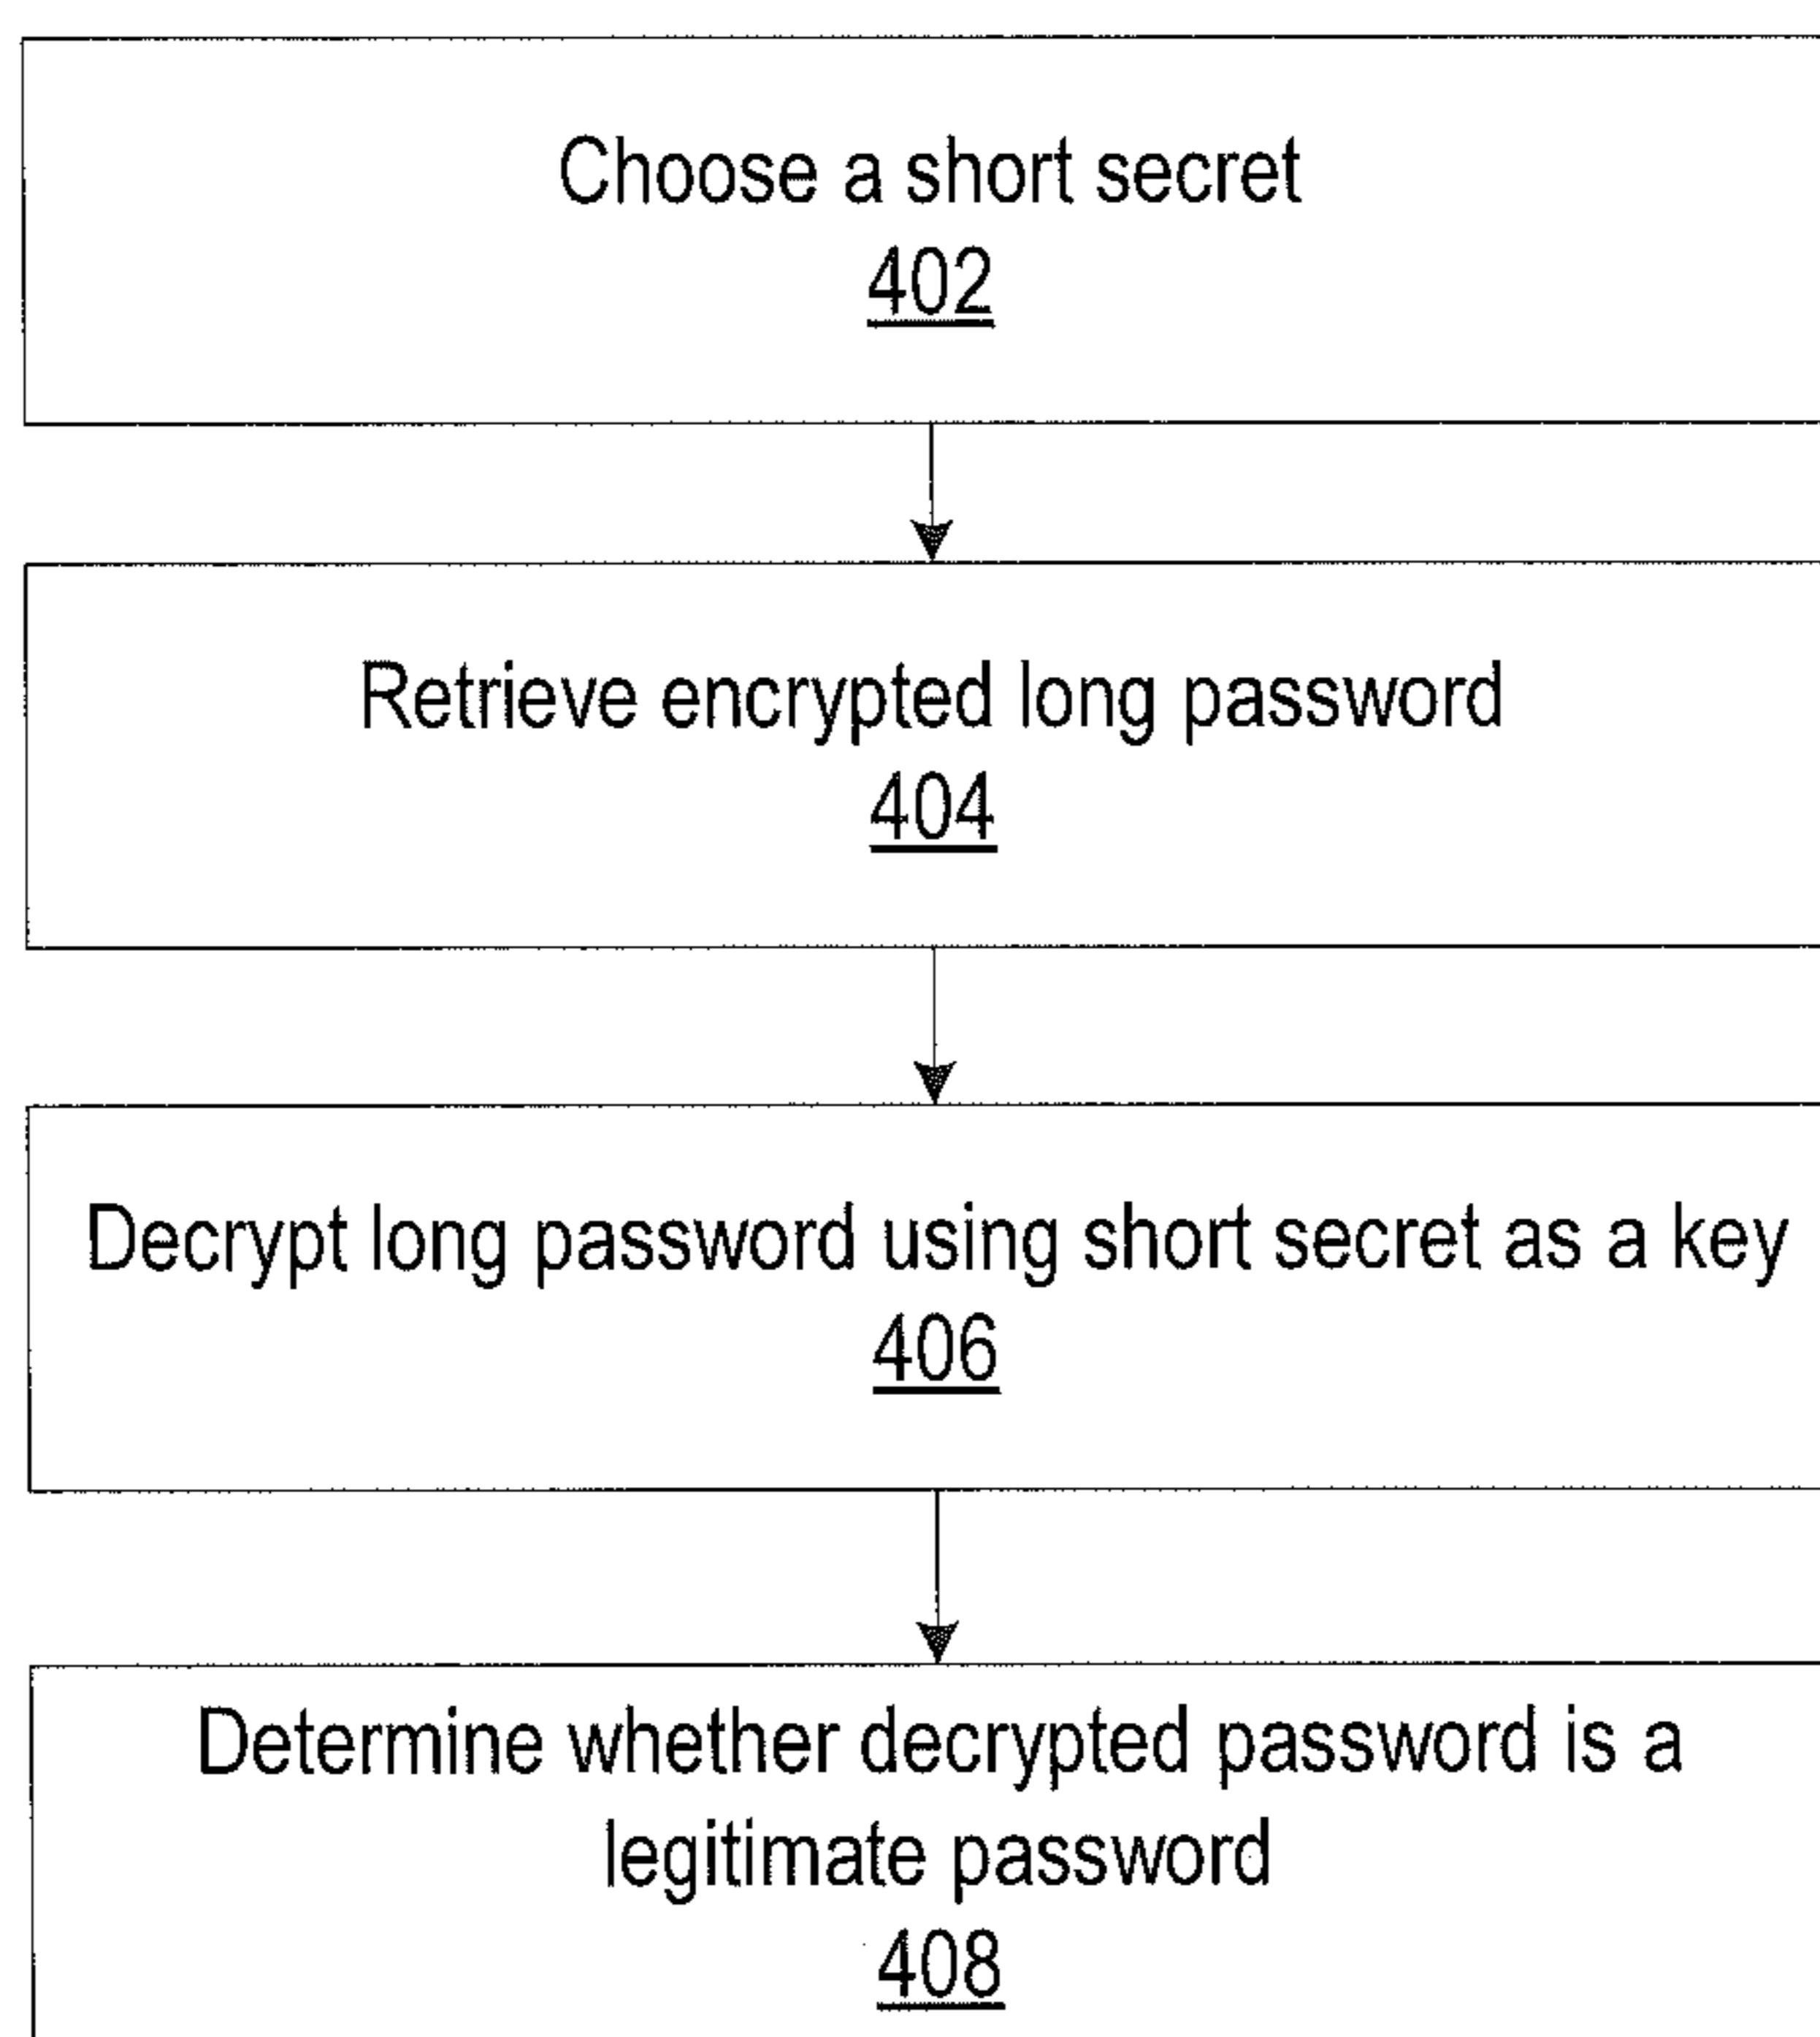 Choose a short secret
402
Retrieve encrypted long password
404
Decrypt long password using short secret as a key
406
Determine whether decrypted password is a
legitimate password
408